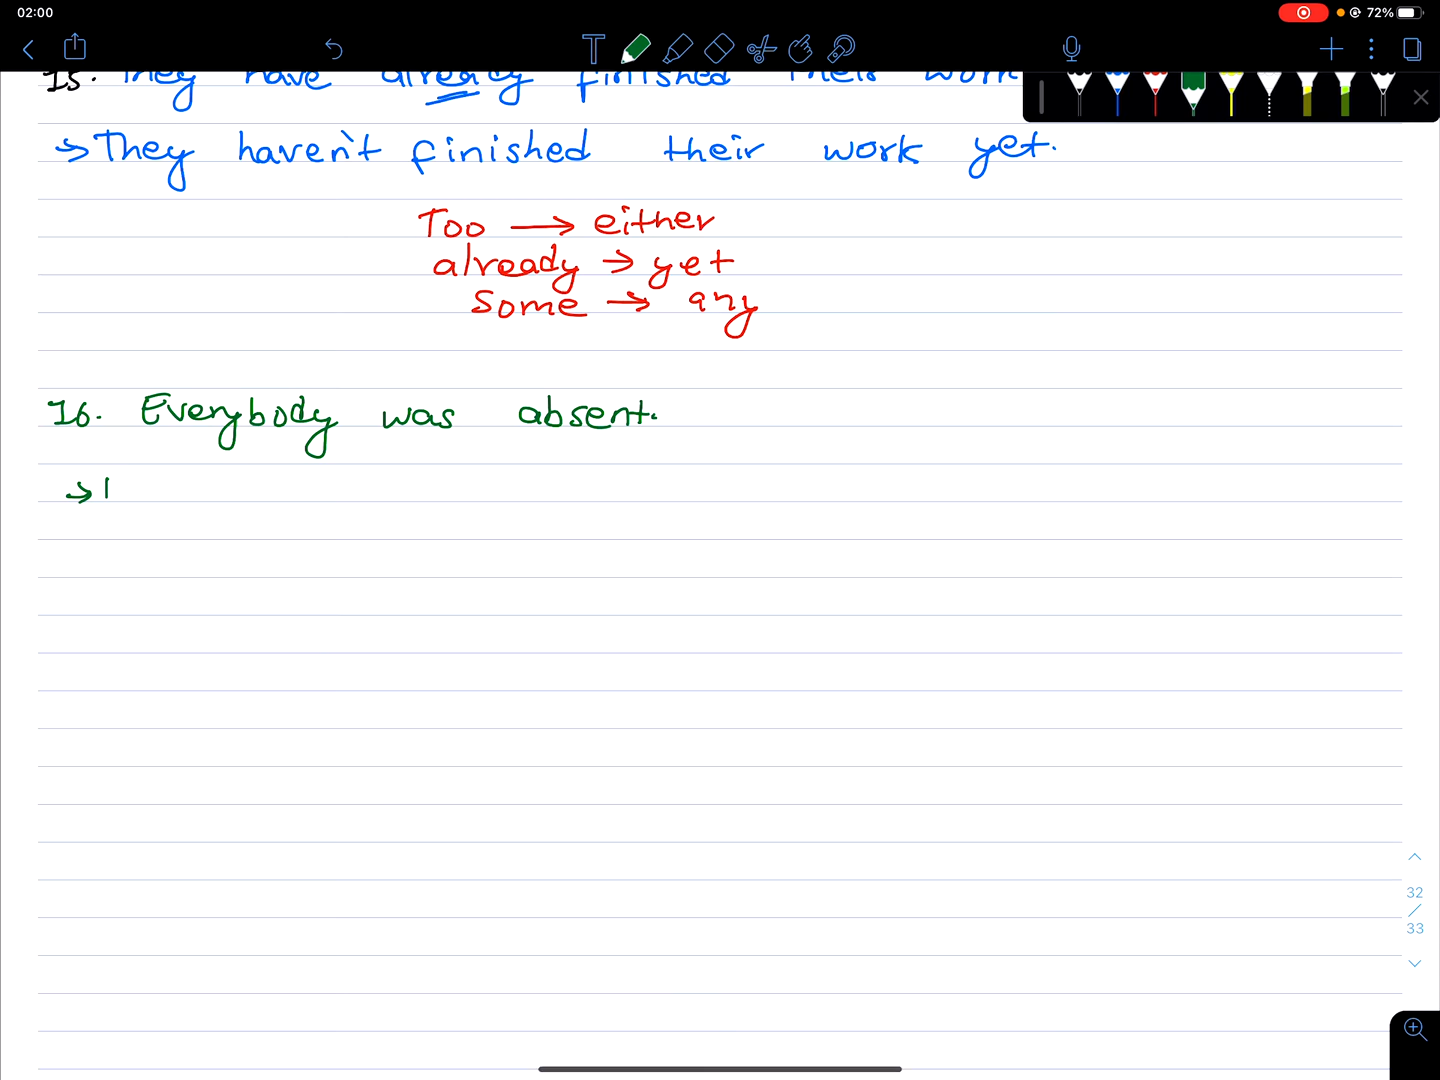 02:00
72%
15. They have already finished their work
→ They haven't finished their work yet.
Too → either
already → yet
Some → any
16. Everybody was absent.
→
32
/
33